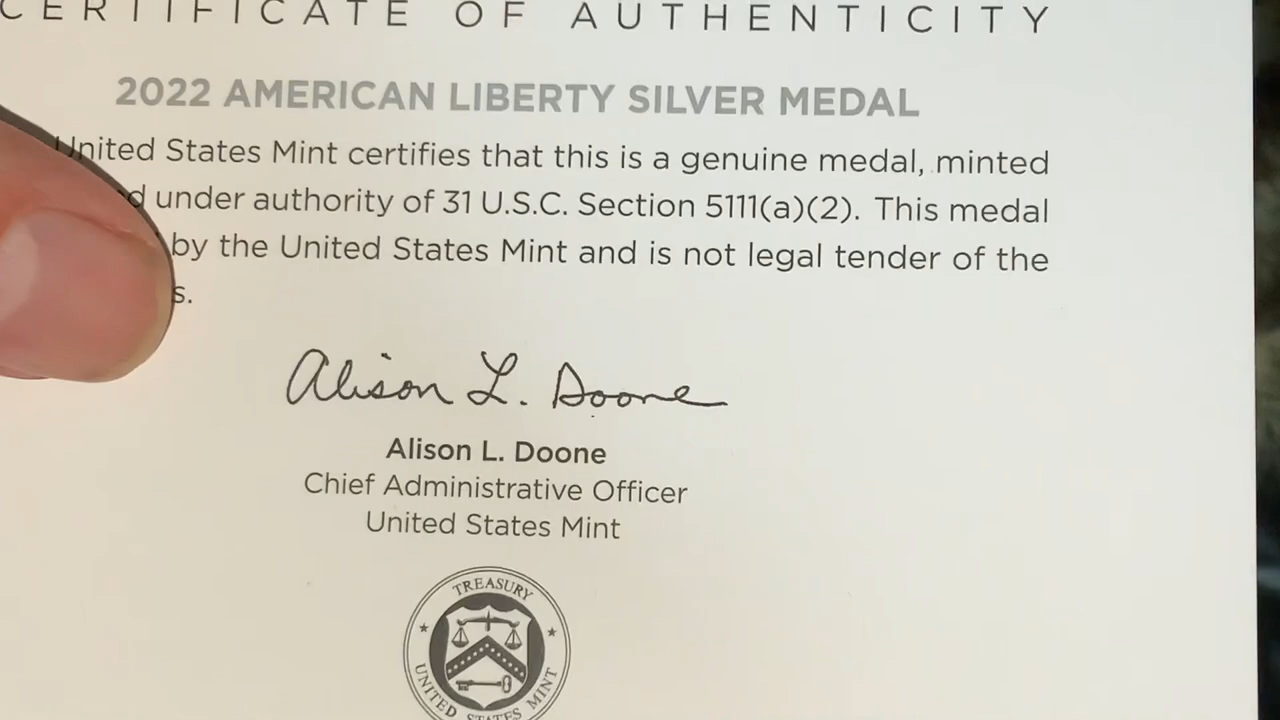 CERTIFICATE OF AUTHENTICITY
2022 AMERICAN LIBERTY SILVER MEDAL
United States Mint certifies that this is a genuine medal, minted
under authority of 31 U.S.C. Section 5111(a)(2). This medal
by the United States Mint and is not legal tender of the
Alison L. Doone
Alison L. Doone
Chief Administrative Officer
United States Mint
TREASURY
UNITED STATES MINT